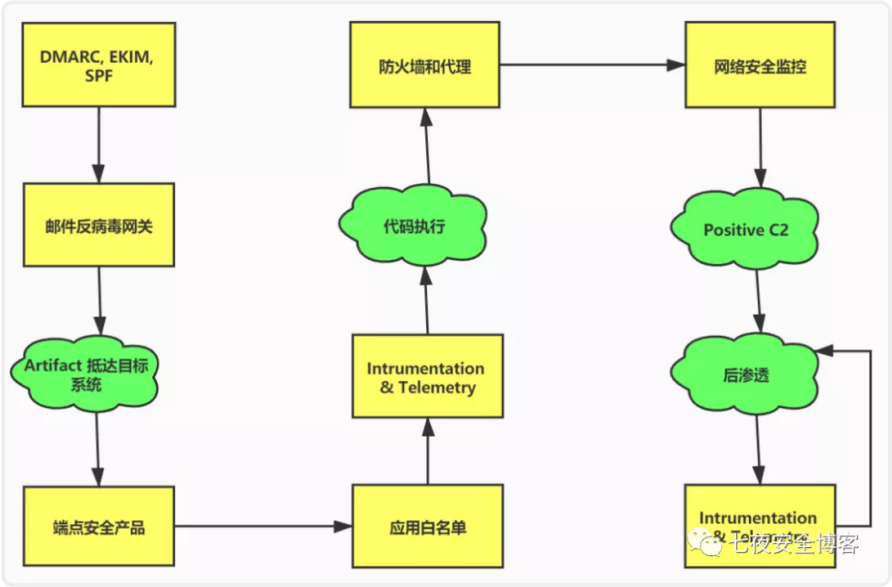 DMARC, EKIM,
SPF
邮件反病毒网关
Artifact 抵达目标
系统
端点安全产品
应用白名单
Intrumentation
& Telemetry
代码执行
防火墙和代理
网络安全监控
Positive C2
后渗透
Intrumentation
& Telemetry
七夜安全博客